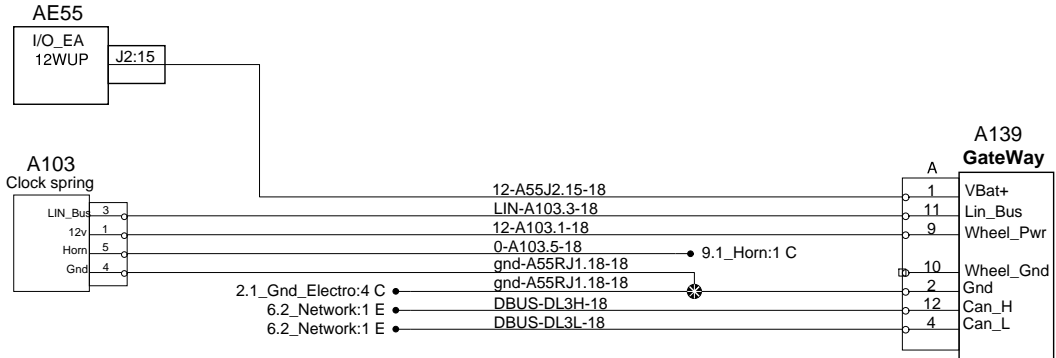 AE55
I/O_EA
12WUP
J2:15
A139
GateWay
A103
Clock spring
A
12-A55J2.15-18
1
VBat+
LIN_Bus
3
LIN-A103.3-18
11
Lin_Bus
12v
1
12-A103.1-18
9
Wheel_Pwr
Horn
5
0-A103.5-18
9.1_Horn:1 C
Gnd
4
gnd-A55RJ1.18-18
10
Wheel_Gnd
2.1_Gnd_Electro:4 C
gnd-A55RJ1.18-18
2
Gnd
6.2_Network:1 E
DBUS-DL3H-18
12
Can_H
6.2_Network:1 E
DBUS-DL3L-18
4
Can_L